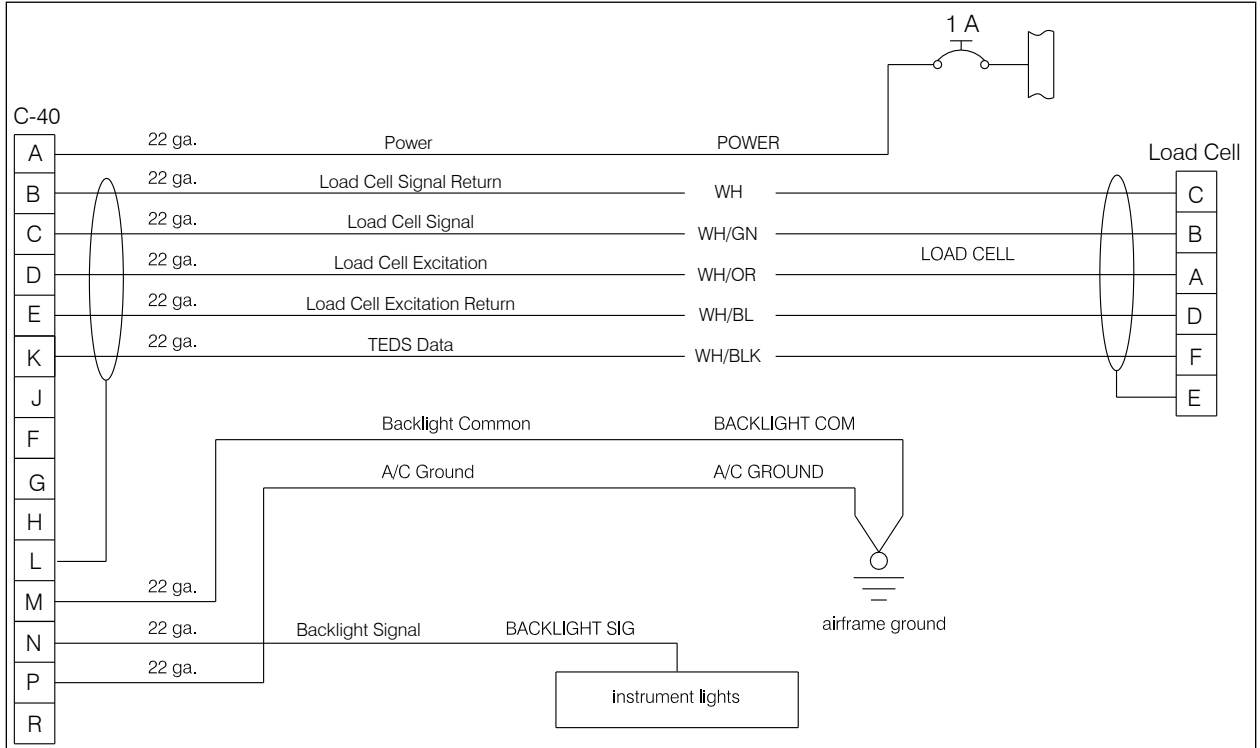 1 A
C-40
A 22 ga. Power POWER
Load Cell
B 22 ga. Load Cell Signal Return WH C
C 22 ga. Load Cell Signal WH/GN B
D 22 ga. Load Cell Excitation WH/OR LOAD CELL A
E 22 ga. Load Cell Excitation Return WH/BL D
K 22 ga. TEDS Data WH/BLK F
J E
F Backlight Common BACKLIGHT COM
G A/C Ground A/C GROUND
H
L
M 22 ga.
airframe ground
N 22 ga. Backlight Signal BACKLIGHT SIG
P 22 ga.
instrument lights
R